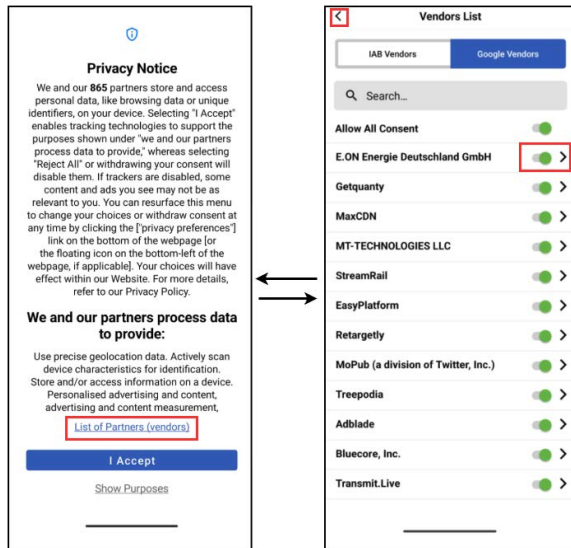 Privacy Notice
We and our 865 partners store and access
personal data, like browsing data or unique
identifiers, on your device. Selecting "I Accept"
enables tracking technologies to support the
purposes shown under "we and our partners
process data to provide," whereas selecting
"Reject All" or withdrawing your consent will
disable them. If trackers are disabled, some
content and ads you see may not be as
relevant to you. You can resurface this menu
to change your choices or withdraw consent at
any time by clicking the ["privacy preferences"]
link on the bottom of the webpage [or
the floating icon on the bottom-left of the
webpage, if applicable]. Your choices will have
effect within our Website. For more details,
refer to our Privacy Policy.
We and our partners process data
to provide:
Use precise geolocation data. Actively scan
device characteristics for identification.
Store and/or access information on a device.
Personalised advertising and content,
advertising and content measurement,
List of Partners (vendors)
I Accept
Show Purposes
Vendors List
IAB Vendors
Google Vendors
Search...
Allow All Consent
E.ON Energie Deutschland GmbH
Getquanty
MaxCDN
MT-TECHNOLOGIES LLC
StreamRail
EasyPlatform
Retargetly
MoPub (a division of Twitter, Inc.)
Treepodia
Adblade
Bluecore, Inc.
Transmit.Live